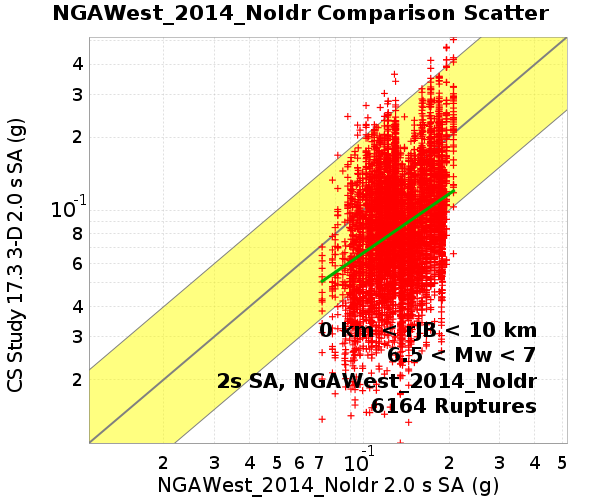 NGAWest_2014_NoIdr Comparison Scatter
CS Study 17.3 3-D 2.0 s SA (g)
4
3
2
10^-1
8
6
4
3
2
0 km < rJB < 10 km
6.5 < Mw < 7
2s SA, NGAWest_2014_NoIdr
6164 Ruptures
2 3 4 5 6 7 10^-1 2 3 4 5
NGAWest_2014_NoIdr 2.0 s SA (g)